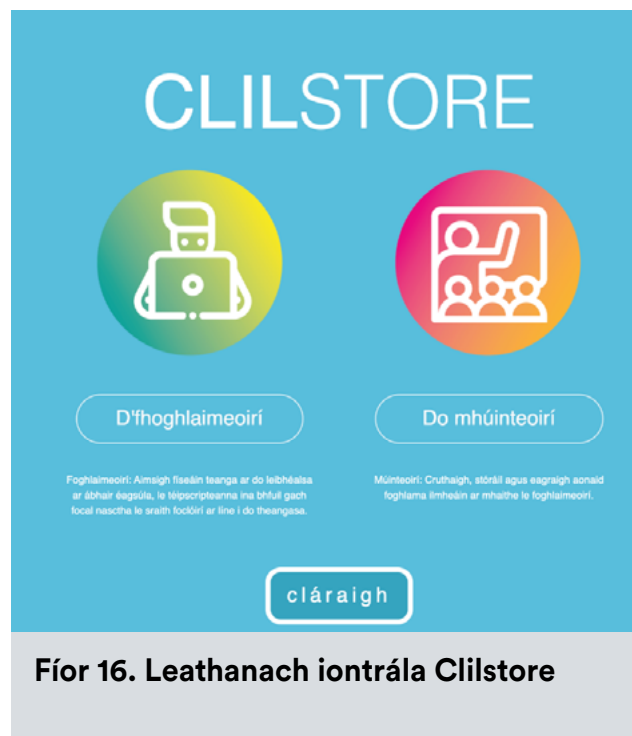 CLILSTORE
D'fhoghlaimeoirí
Foghlaimeoirí: Aimsigh físeáin teanga ar do leibhéalsa
ar ábhair éagsúla, le téipscripteanna ina bhfuil gach
focal nasctha le sraith foclóirí ar líne i do theangasa.
Do mhúinteoirí
Múinteoirí: Cruthaigh, stóráil agus eagraigh aonaid
foghlama ilmheáin ar mhaithe le foghlaimeoirí.
cláraigh
Fíor 16. Leathanach iontrála Clilstore